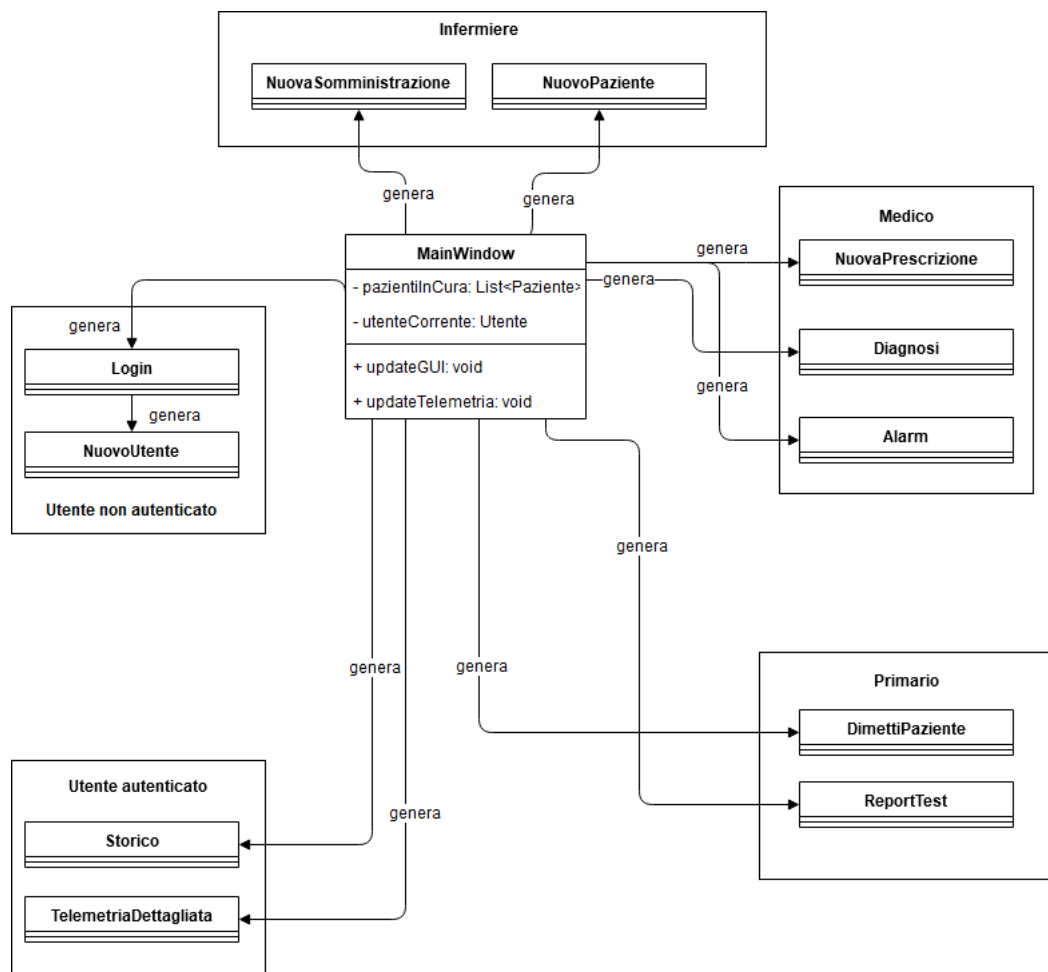 Infermiere
NuovaSomministrazione
NuovoPaziente
genera
genera
Medico
NuovaPrescrizione
genera
genera
Diagnosi
genera
Alarm
MainWindow
- pazientiInCura: List<Paziente>
- utenteCorrente: Utente
+ updateGUI: void
+ updateTelemetria: void
genera
Login
genera
NuovoUtente
Utente non autenticato
genera
genera
genera
genera
Primario
DimettiPaziente
ReportTest
Utente autenticato
Storico
TelemetriaDettagliata